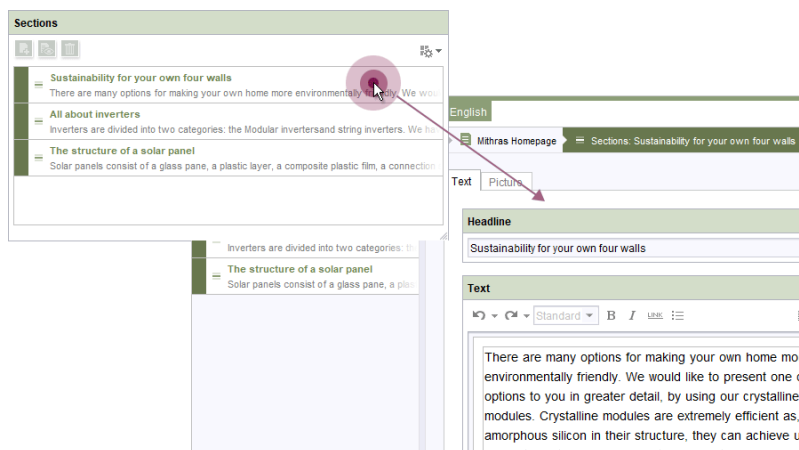 Sections
Sustainability for your own four walls
There are many options for making your own home more environmentally friendly. We wou
All about inverters
Inverters are divided into two categories: the Modular invertersand string inverters. We ha
The structure of a solar panel
Solar panels consist of a glass pane, a plastic layer, a composite plastic film, a connection
Inverters are divided into two categories: th
The structure of a solar panel
Solar panels consist of a glass pane, a plas
English
Mithras Homepage
Sections: Sustainability for your own four walls
Text
Picture
Headline
Sustainability for your own four walls
Text
Standard
B I LINK
There are many options for making your own home mo
environmentally friendly. We would like to present one o
options to you in greater detail, by using our crystalline
modules. Crystalline modules are extremely efficient as,
amorphous silicon in their structure, they can achieve u